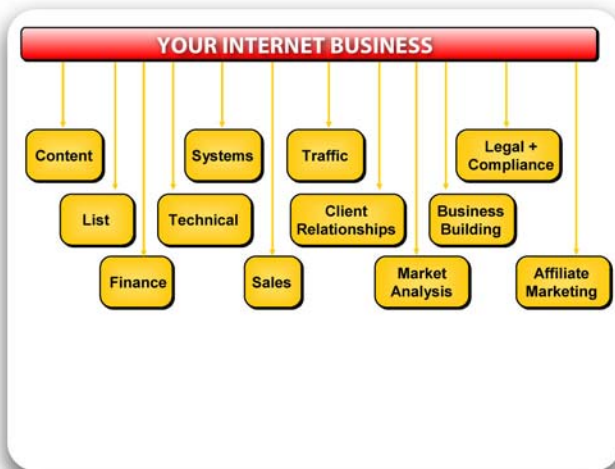 YOUR INTERNET BUSINESS
Content
Systems
Traffic
Legal +
Compliance
List
Technical
Client
Relationships
Business
Building
Finance
Sales
Market
Analysis
Affiliate
Marketing